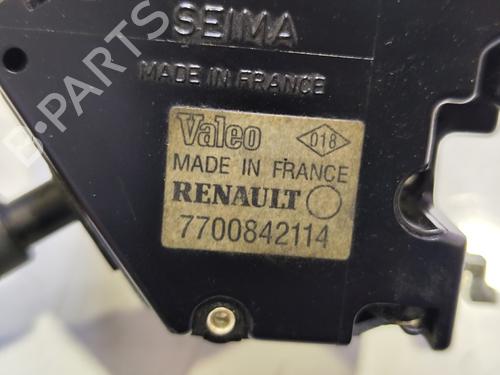 SEIMA
MADE IN FRANCE
Valeo 018
MADE IN FRANCE
RENAULT
7700842114
B-PARTS